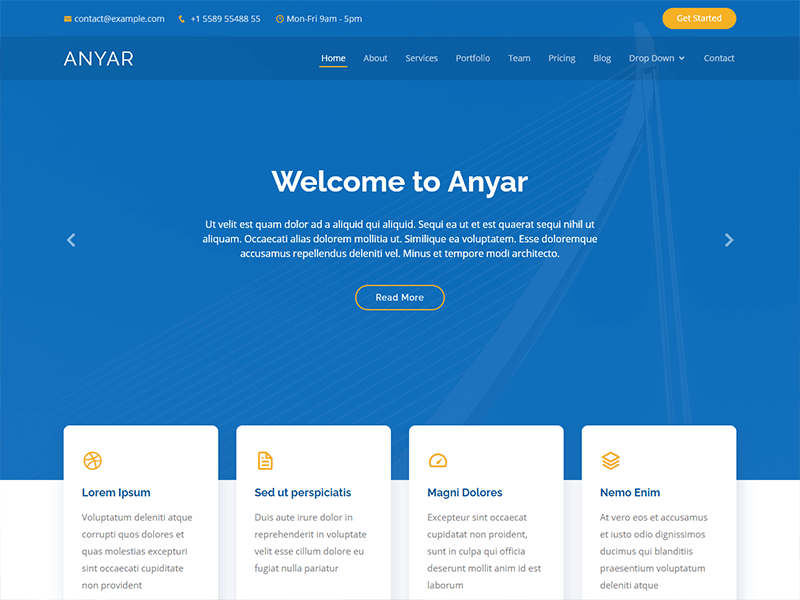 contact@example.com +1 5589 55488 55 Mon-Fri 9am - 5pm Get Started
ANYAR Home About Services Portfolio Team Pricing Blog Drop Down Contact
Welcome to Anyar
Ut velit est quam dolor ad a aliquid qui aliquid. Sequi ea ut et est quaerat sequi nihil ut
aliquam. Occaecati alias dolorem mollitia ut. Similique ea voluptatem. Esse doloremque
accusamus repellendus deleniti vel. Minus et tempore modi architecto.
Read More
Lorem Ipsum
Voluptatum deleniti atque
corrupti quos dolores et
quas molestias excepturi
sint occaecati cupiditate
non provident
Sed ut perspiciatis
Duis aute irure dolor in
reprehenderit in voluptate
velit esse cillum dolore eu
fugiat nulla pariatur
Magni Dolores
Excepteur sint occaecat
cupidatat non proident,
sunt in culpa qui officia
deserunt mollit anim id est
laborum
Nemo Enim
At vero eos et accusamus
et iusto odio dignissimos
ducimus qui blanditiis
praesentium voluptatum
deleniti atque